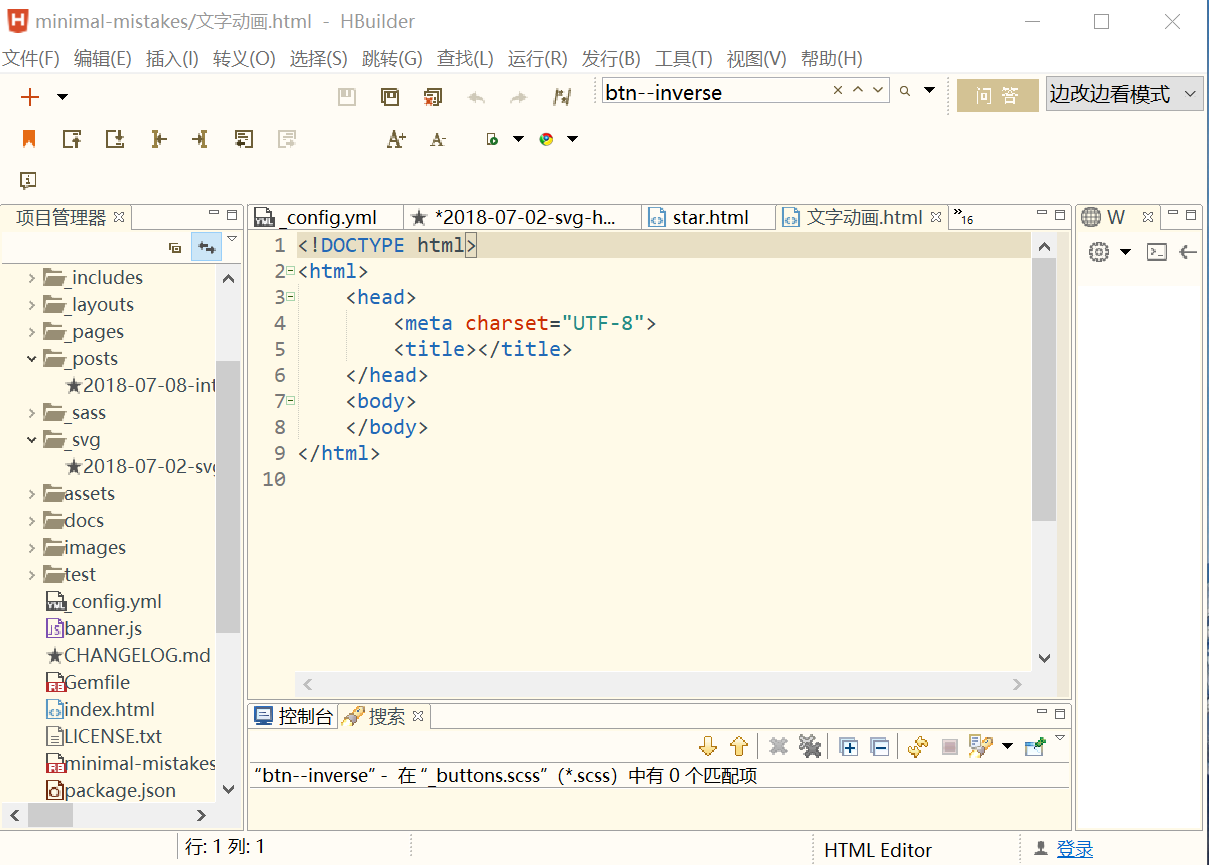 minimal-mistakes/文字动画.html - HBuilder
文件(F) 编辑(E) 插入(I) 转义(O) 选择(S) 跳转(G) 查找(L) 运行(R) 发行(B) 工具(T) 视图(V) 帮助(H)
btn--inverse
问 答
边改边看模式
A+ A-
项目管理器
_includes
_layouts
_pages
_posts
2018-07-08-int
_sass
_svg
2018-07-02-svg
assets
docs
images
test
_config.yml
banner.js
CHANGELOG.md
Gemfile
index.html
LICENSE.txt
minimal-mistakes
package.json
_config.yml *2018-07-02-svg-h... star.html 文字动画.html »16
1 <!DOCTYPE html>
2 <html>
3 <head>
4 <meta charset="UTF-8">
5 <title></title>
6 </head>
7 <body>
8 </body>
9 </html>
10
W
控制台 搜索
“btn--inverse” - 在 “_buttons.scss” (*.scss) 中有 0 个匹配项
行: 1 列: 1
HTML Editor
登录